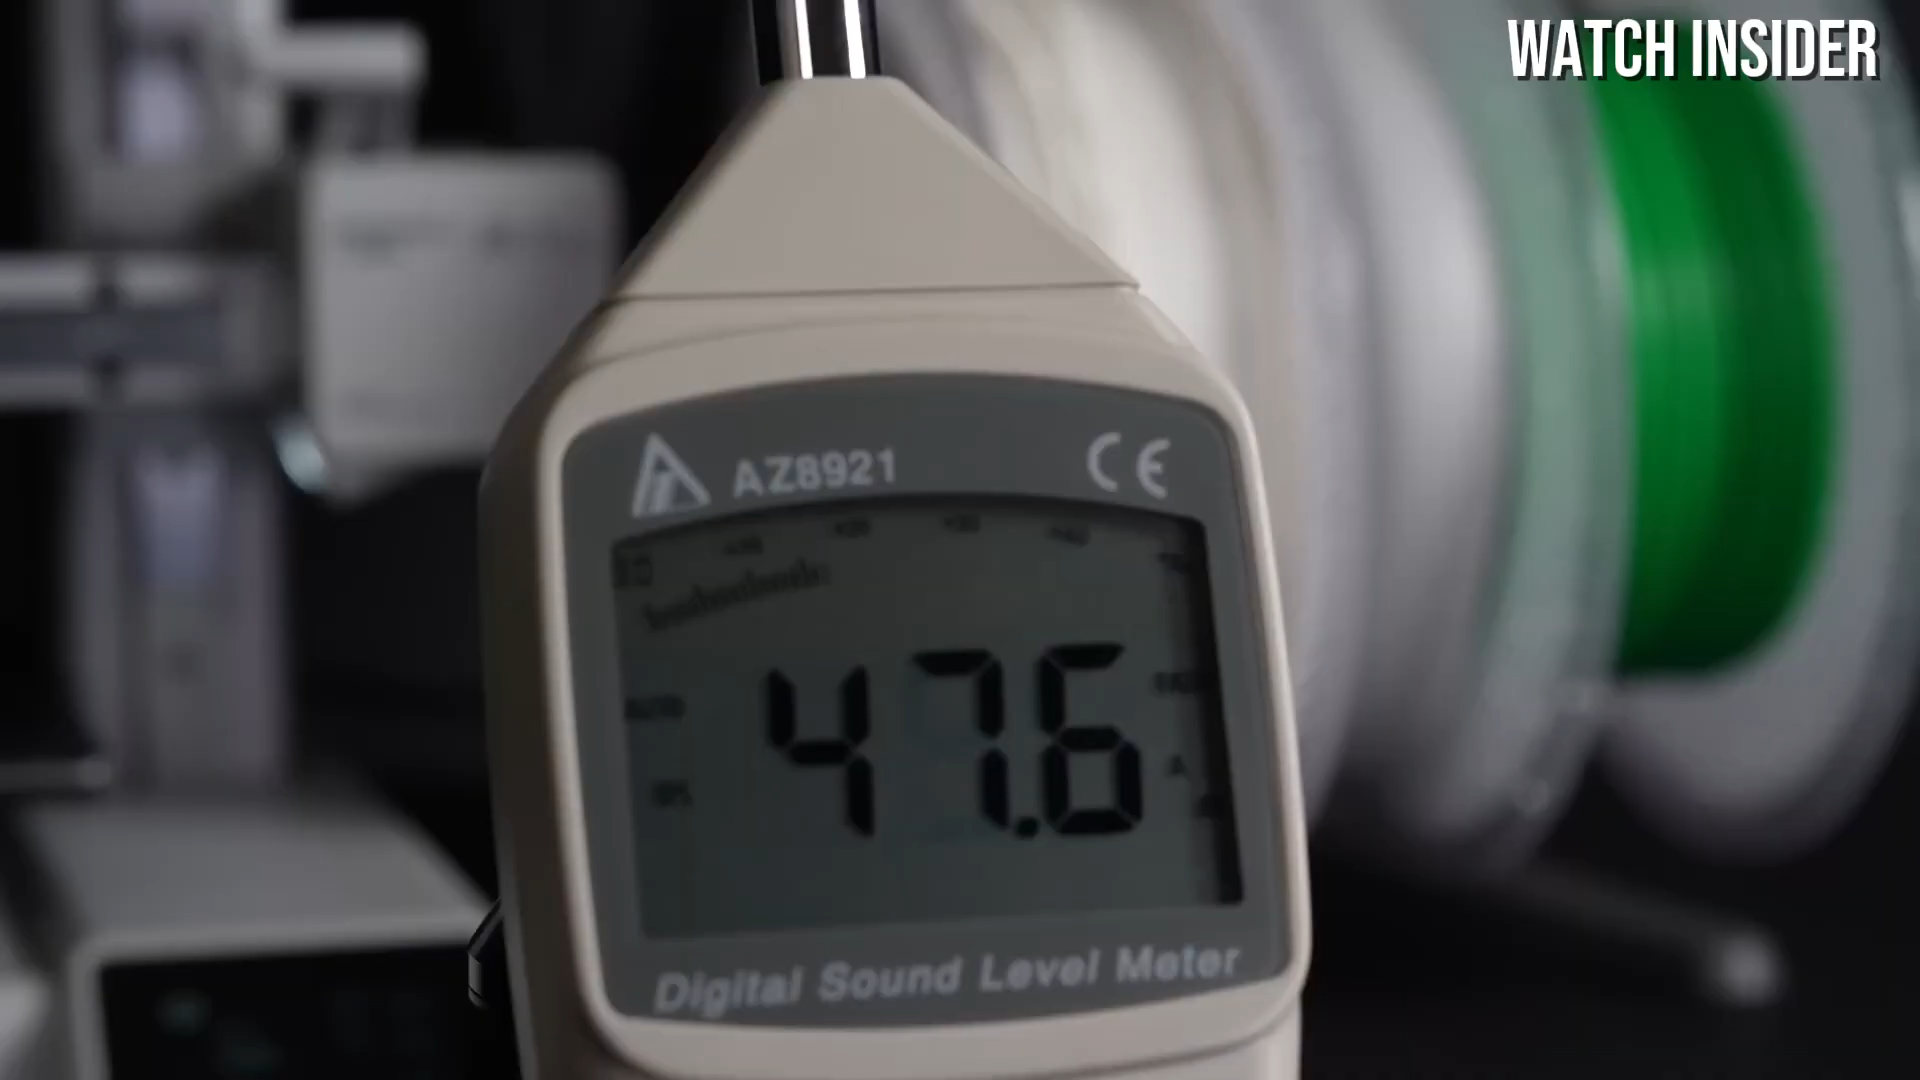 WATCH INSIDER
AZ8921 CE
47.6
A
Digital Sound Level Meter